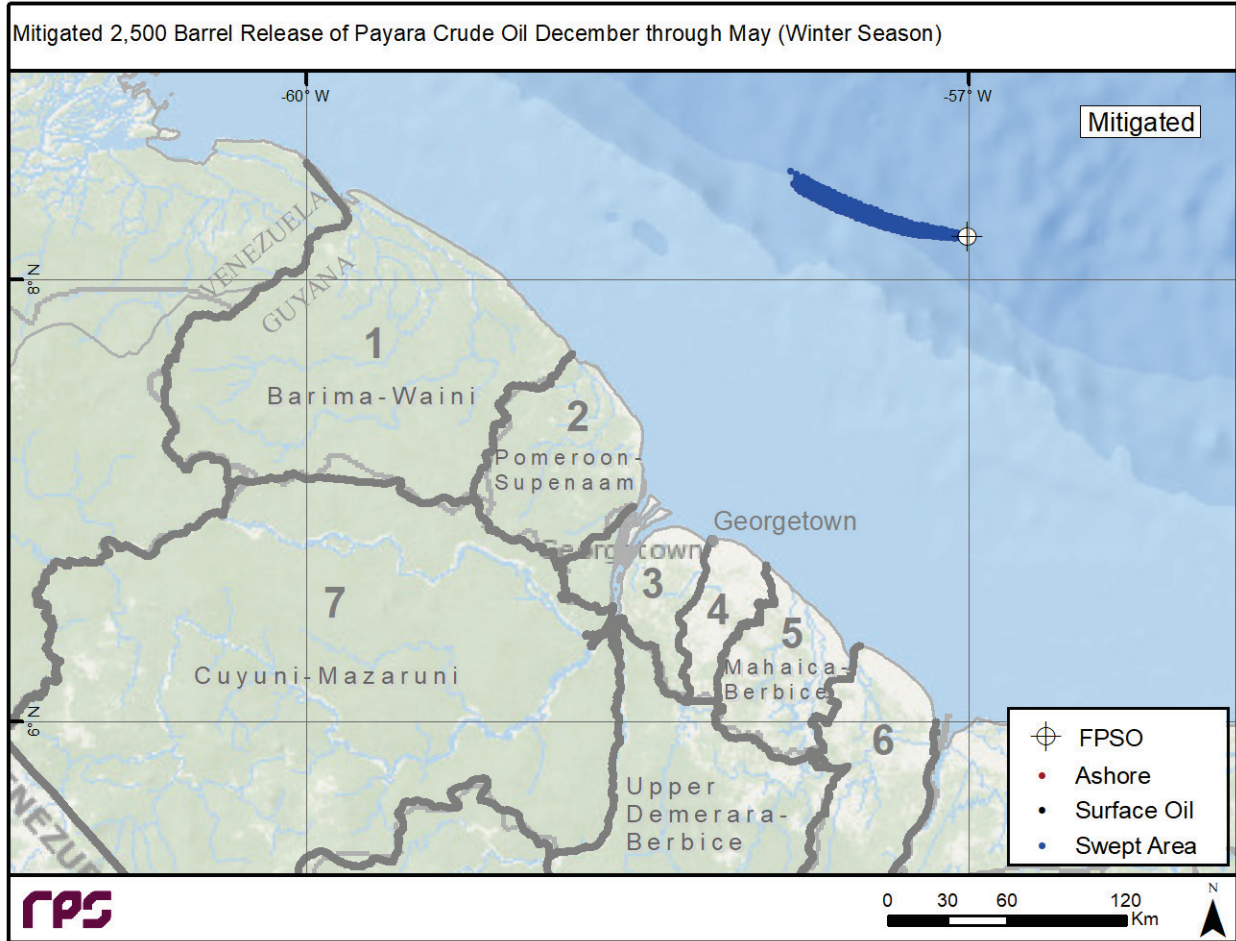 Mitigated 2,500 Barrel Release of Payara Crude Oil December through May (Winter Season)
-60° W
-57° W
Mitigated
VENEZUELA
GUYANA
8° N
1
Barima-Waini
2
Pomeroon-
Supenaam
Georgetown
Georgetown
3
4
5
Mahaica-
Berbice
7
Cuyuni-Mazaruni
6° N
6
Upper
Demerara-
Berbice
FPSO
Ashore
Surface Oil
Swept Area
rps
0 30 60 120
Km
N